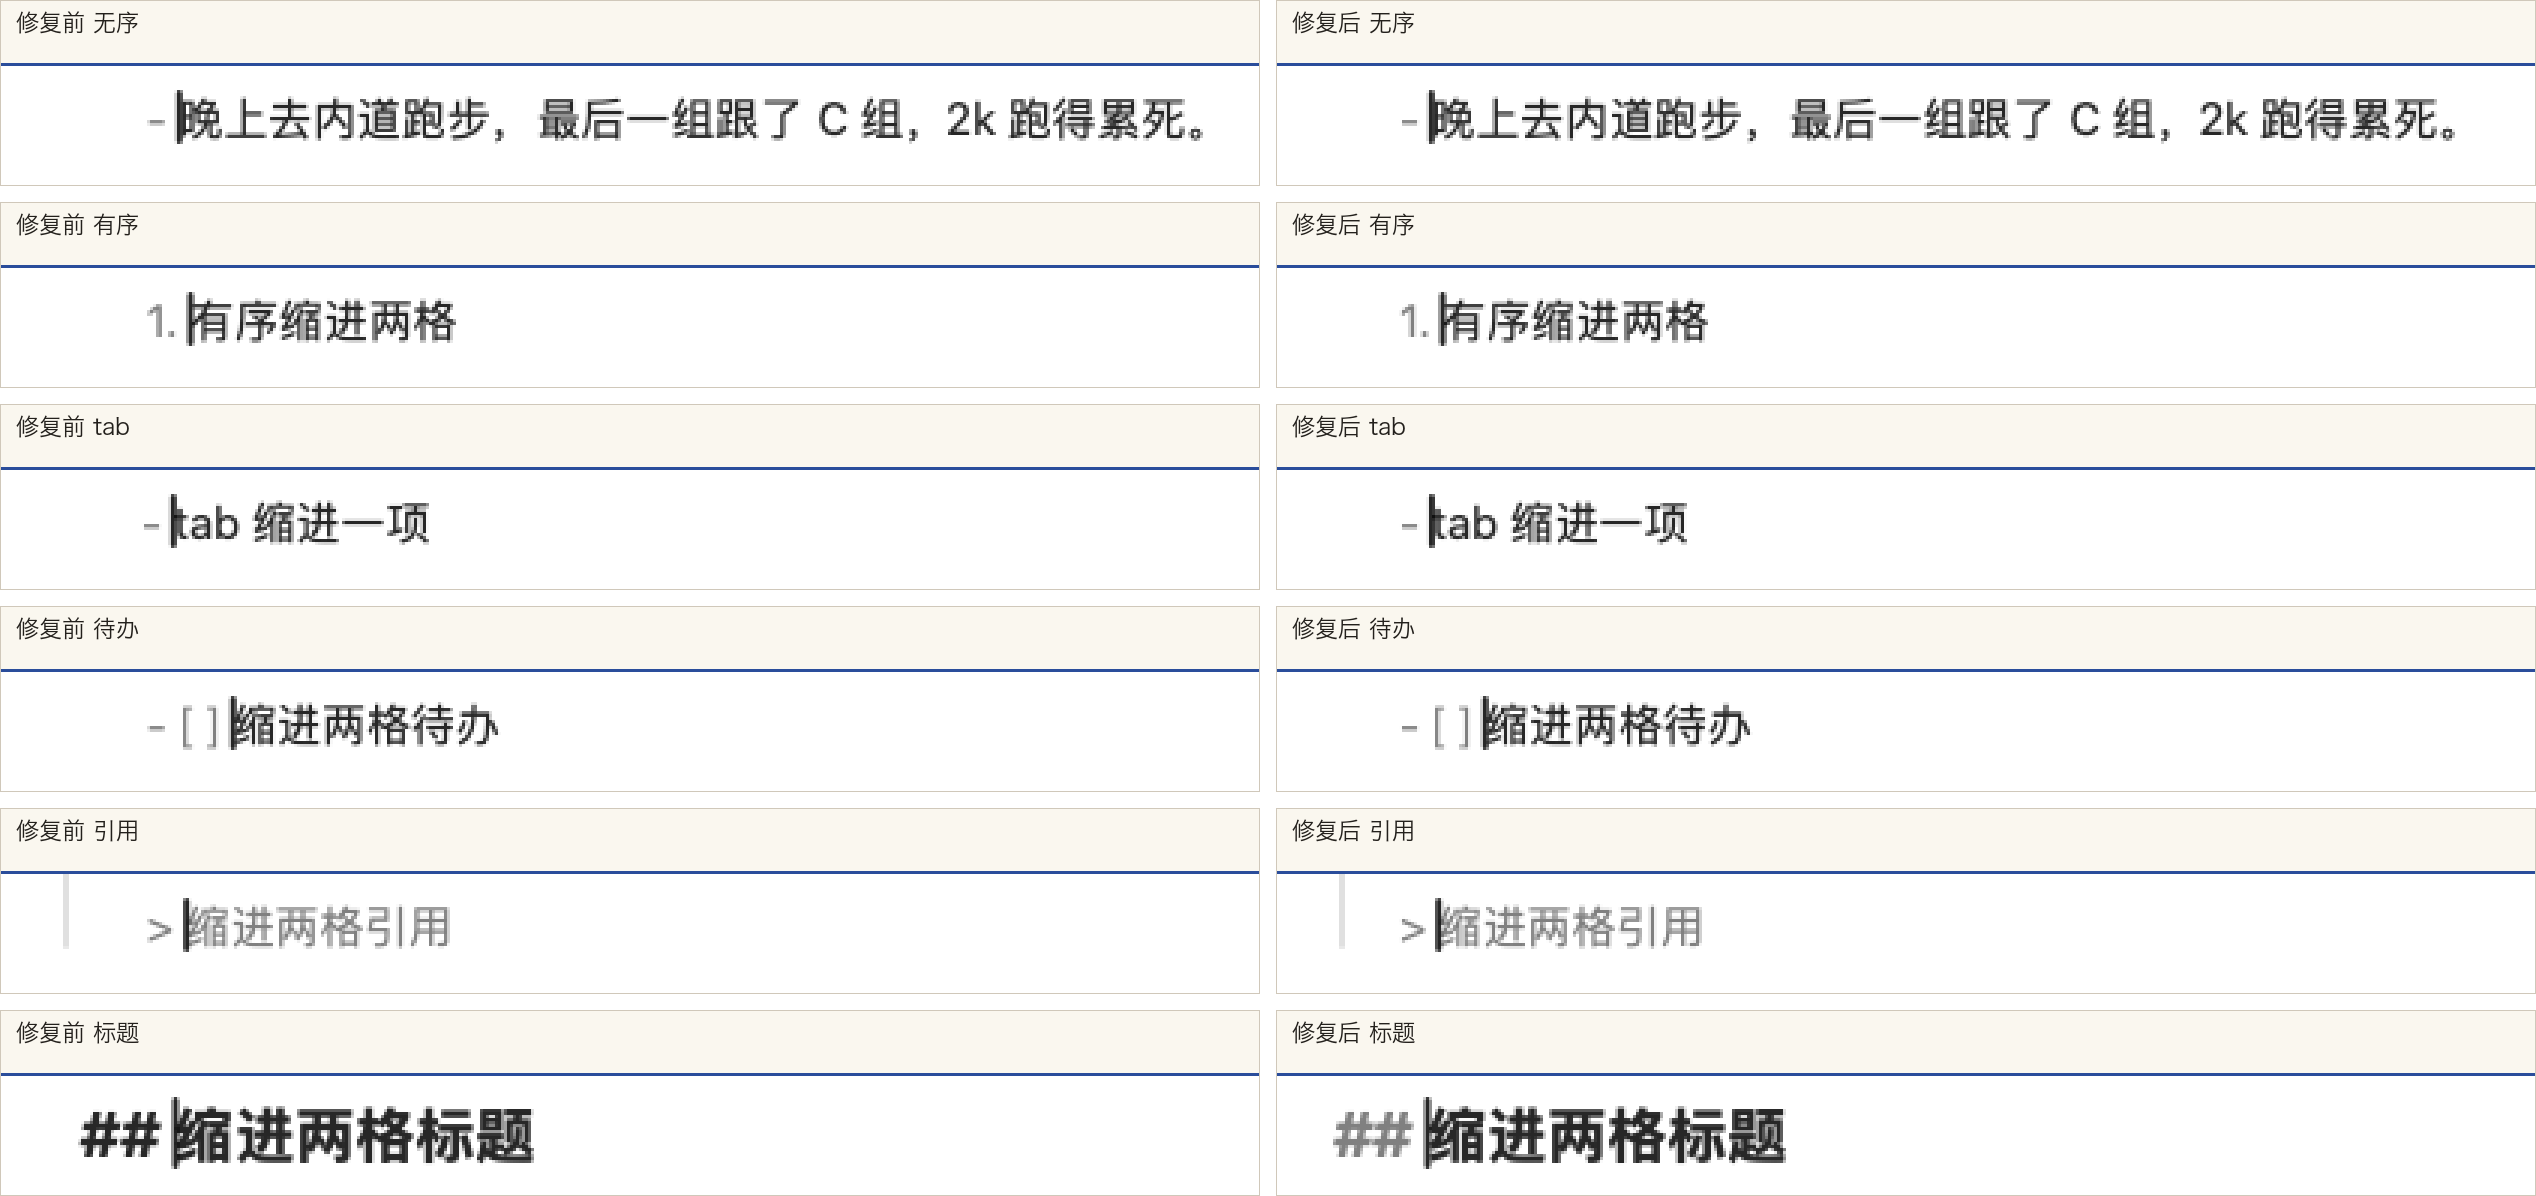 修复前 无序
修复后 无序
- 晚上去内道跑步，最后一组跟了 C 组，2k 跑得累死。
- 晚上去内道跑步，最后一组跟了 C 组，2k 跑得累死。
修复前 有序
修复后 有序
1. 有序缩进两格
1. 有序缩进两格
修复前 tab
修复后 tab
- tab 缩进一项
- tab 缩进一项
修复前 待办
修复后 待办
- [ ] 缩进两格待办
- [ ] 缩进两格待办
修复前 引用
修复后 引用
> 缩进两格引用
> 缩进两格引用
修复前 标题
修复后 标题
## 缩进两格标题
## 缩进两格标题